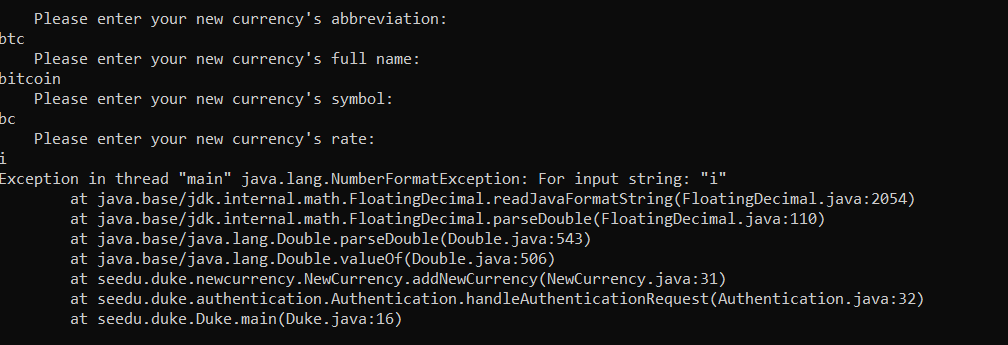 Please enter your new currency's abbreviation:
btc
Please enter your new currency's full name:
bitcoin
Please enter your new currency's symbol:
bc
Please enter your new currency's rate:
i
Exception in thread "main" java.lang.NumberFormatException: For input string: "i"
at java.base/jdk.internal.math.FloatingDecimal.readJavaFormatString(FloatingDecimal.java:2054)
at java.base/jdk.internal.math.FloatingDecimal.parseDouble(FloatingDecimal.java:110)
at java.base/java.lang.Double.parseDouble(Double.java:543)
at java.base/java.lang.Double.valueOf(Double.java:506)
at seedu.duke.newcurrency.NewCurrency.addNewCurrency(NewCurrency.java:31)
at seedu.duke.authentication.Authentication.handleAuthenticationRequest(Authentication.java:32)
at seedu.duke.Duke.main(Duke.java:16)